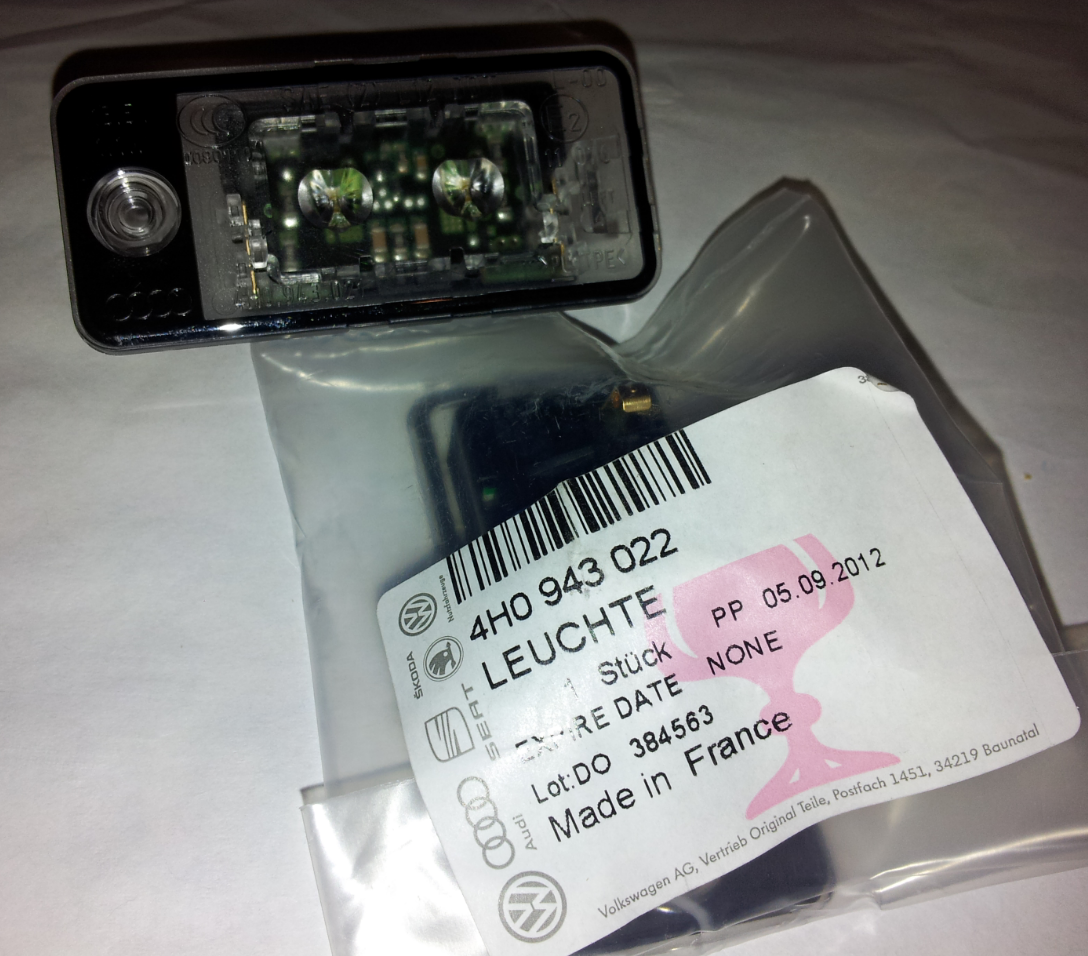 4H0 943 022
LEUCHTE
1 Stück PP 05.09.2012
EXPIRE DATE NONE
Lot:DO 384563
Made in France
Volkswagen AG, Vertrieb Original Teile, Postfach 1451, 34219 Baunatal
Nutzfahrzeuge
ŠKODA
SEAT
Audi